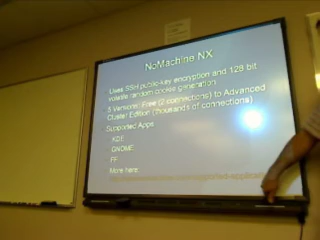 NoMachine NX
Uses SSH public-key encryption and 128 bit
volatile random cookie generation
5 Versions: Free (2 connections) to Advanced
Cluster Edition (thousands of connections)
Supported Apps
KDE
GNOME
FF
More here